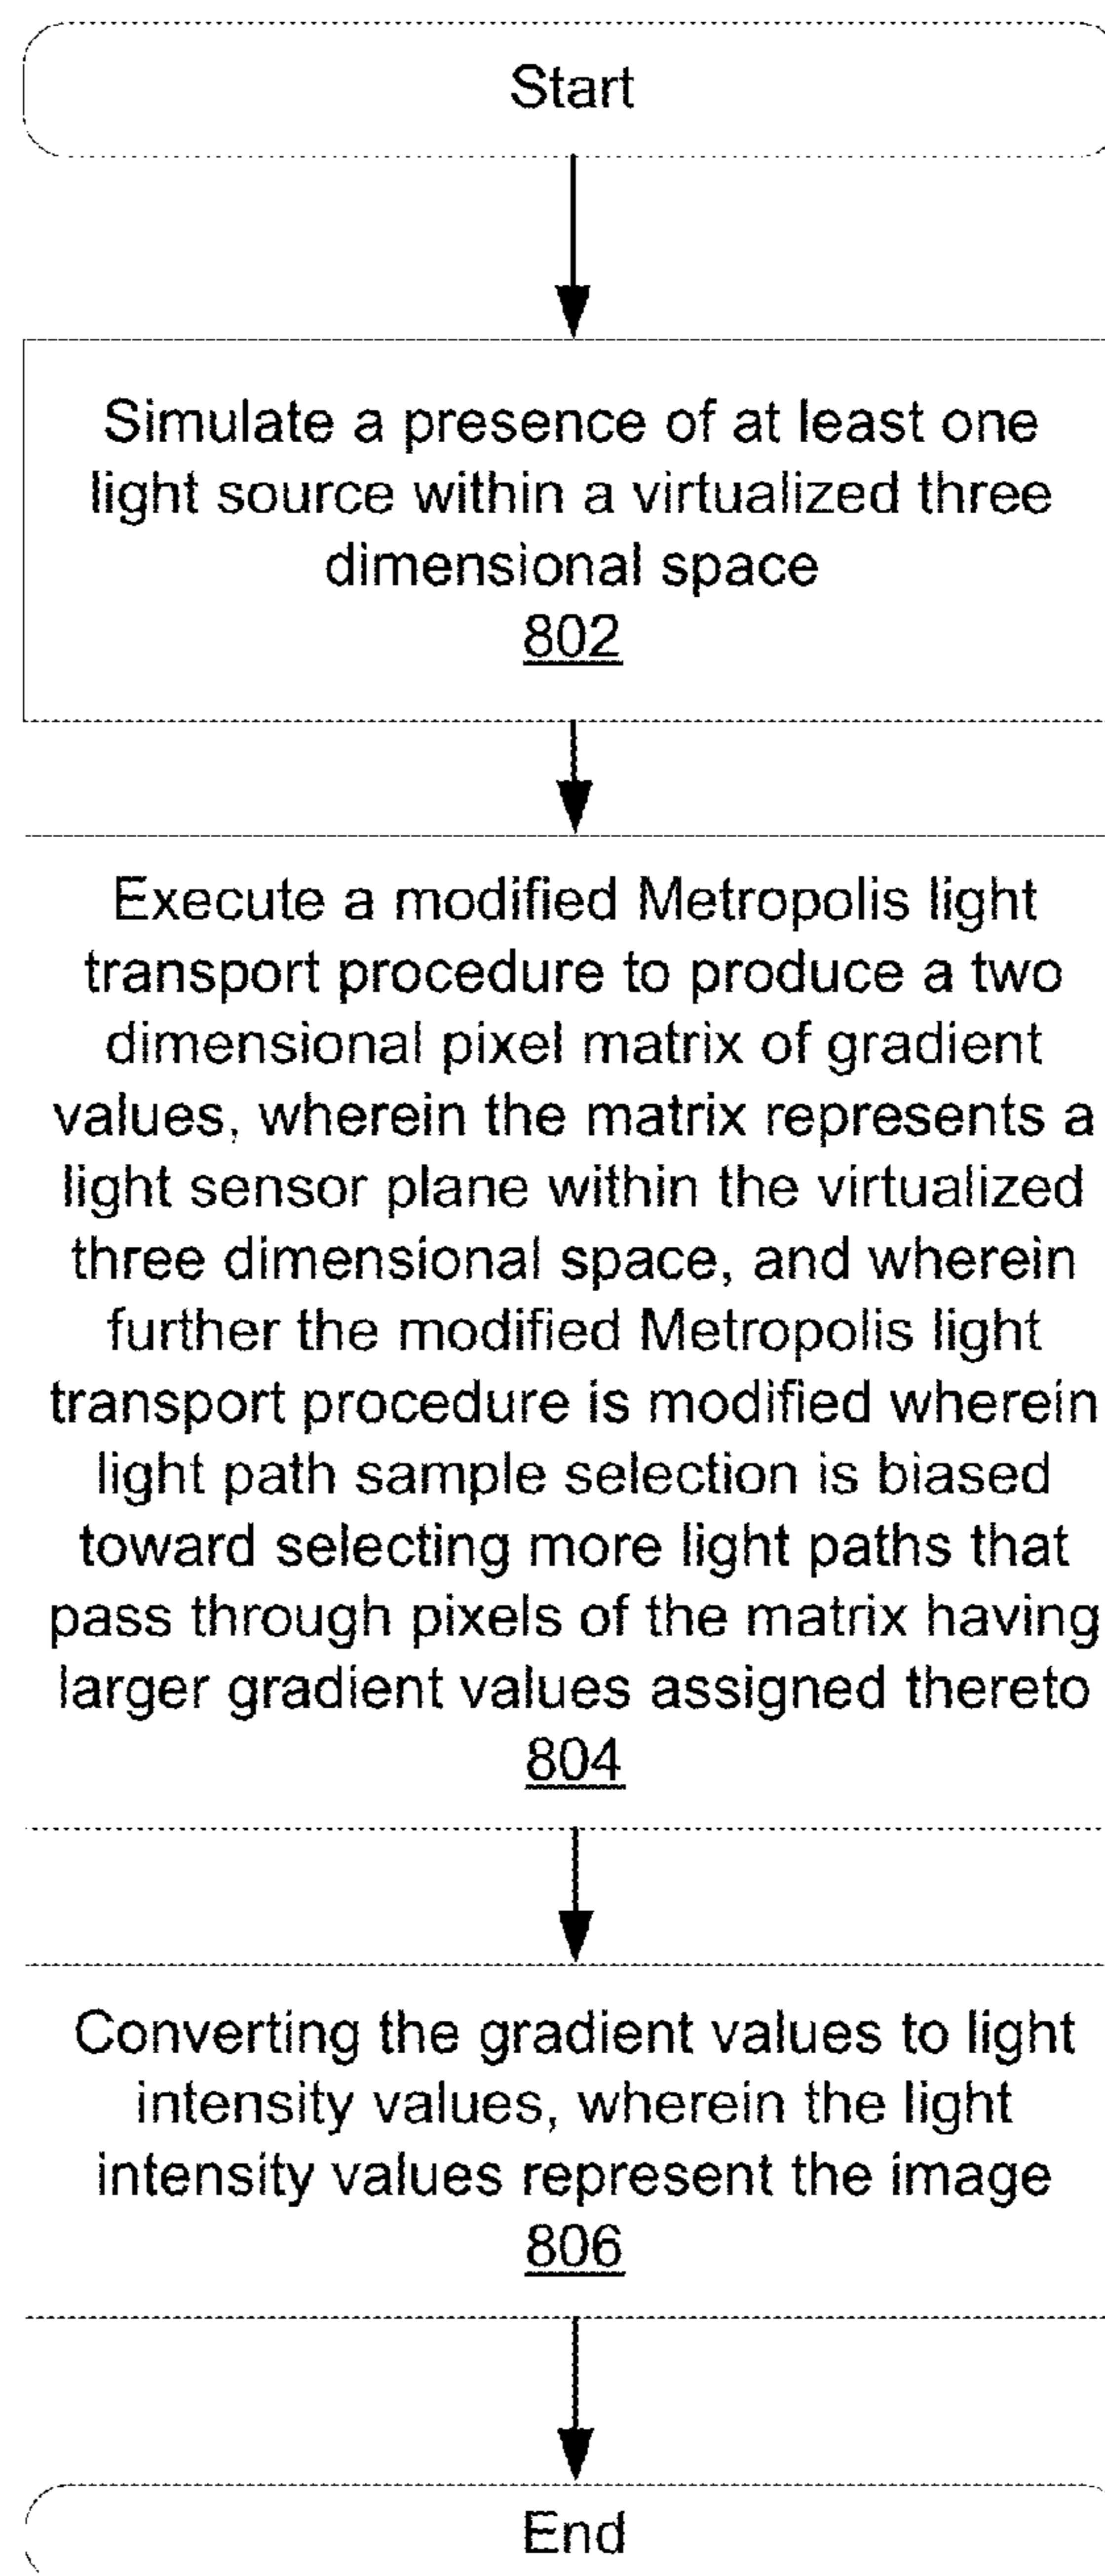 Start
Simulate a presence of at least one
light source within a virtualized three
dimensional space
802
Execute a modified Metropolis light
transport procedure to produce a two
dimensional pixel matrix of gradient
values, wherein the matrix represents a
light sensor plane within the virtualized
three dimensional space, and wherein
further the modified Metropolis light
transport procedure is modified wherein
light path sample selection is biased
toward selecting more light paths that
pass through pixels of the matrix having
larger gradient values assigned thereto
804
Converting the gradient values to light
intensity values, wherein the light
intensity values represent the image
806
End